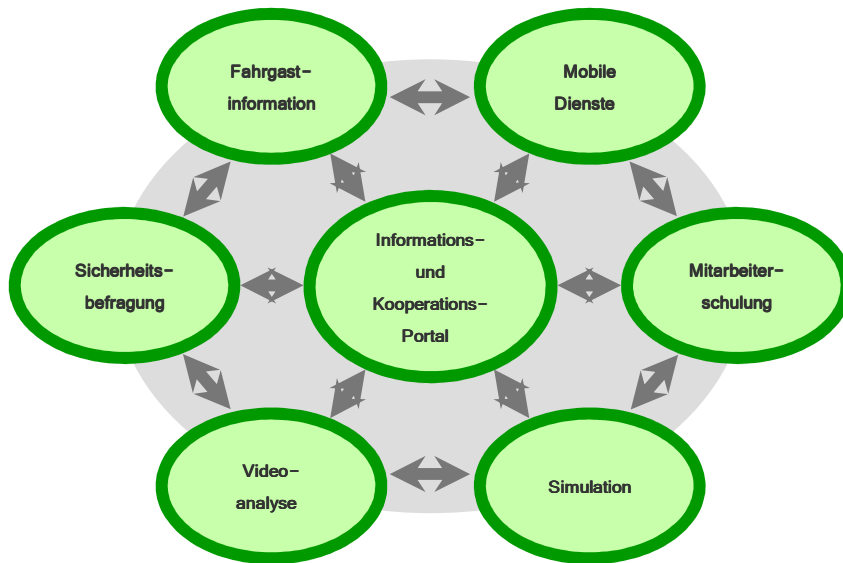 Fahrgast-
information
Mobile
Dienste
Sicherheits-
befragung
Informations-
und
Kooperations-
Portal
Mitarbeiter-
schulung
Video-
analyse
Simulation